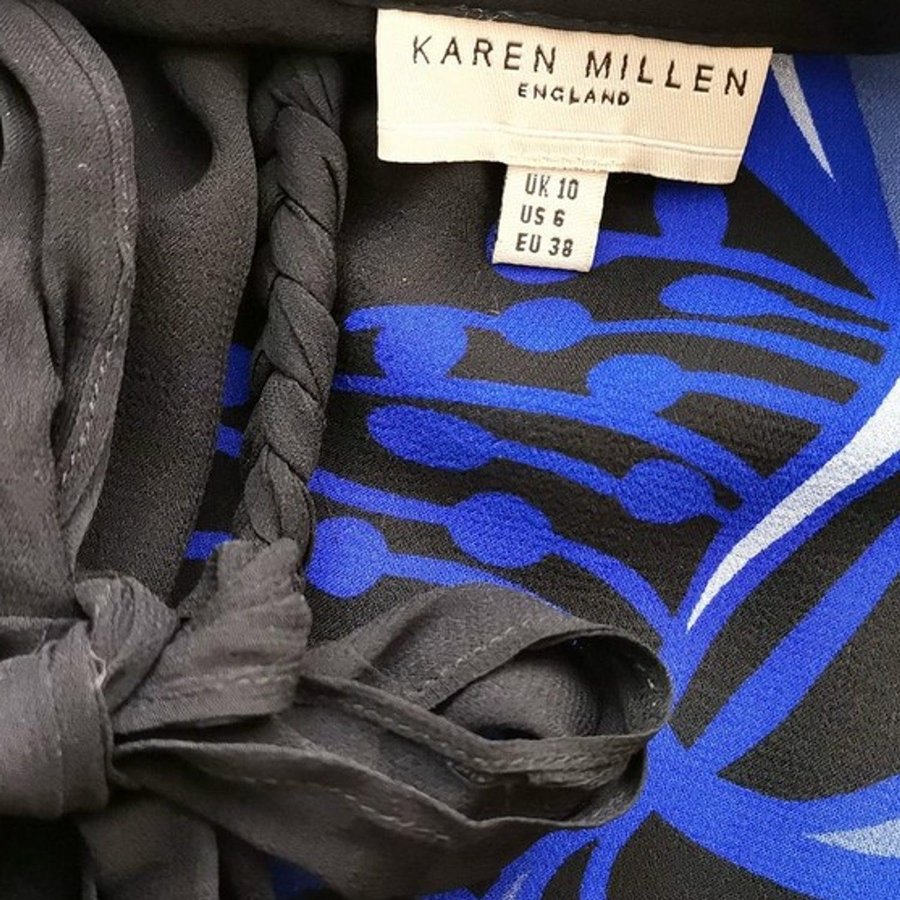 KAREN MILLEN
ENGLAND
UK 10
US 6
EU 38